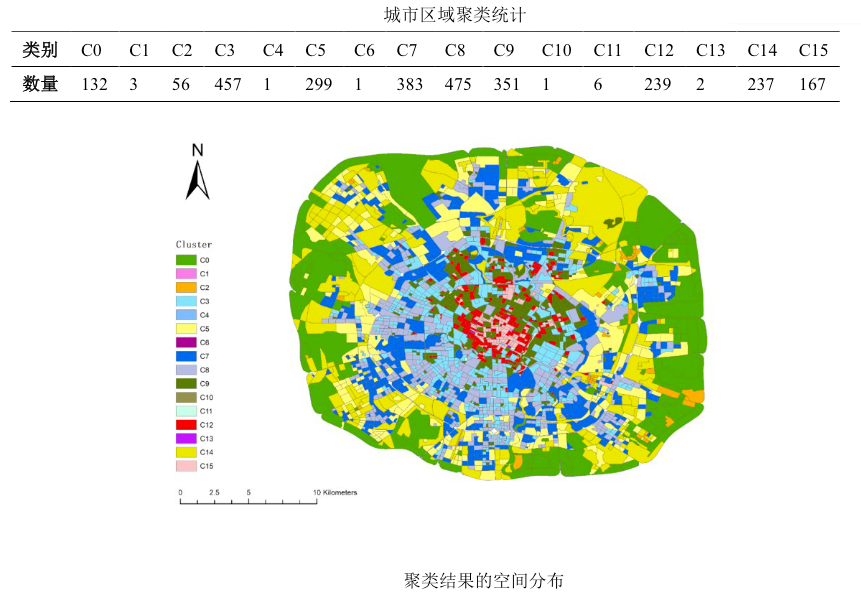 城市区域聚类统计
类别 C0 C1 C2 C3 C4 C5 C6 C7 C8 C9 C10 C11 C12 C13 C14 C15
数量 132 3 56 457 1 299 1 383 475 351 1 6 239 2 237 167
N
Cluster
C0
C1
C2
C3
C4
C5
C6
C7
C8
C9
C10
C11
C12
C13
C14
C15
0 2.5 5 10 Kilometers
聚类结果的空间分布